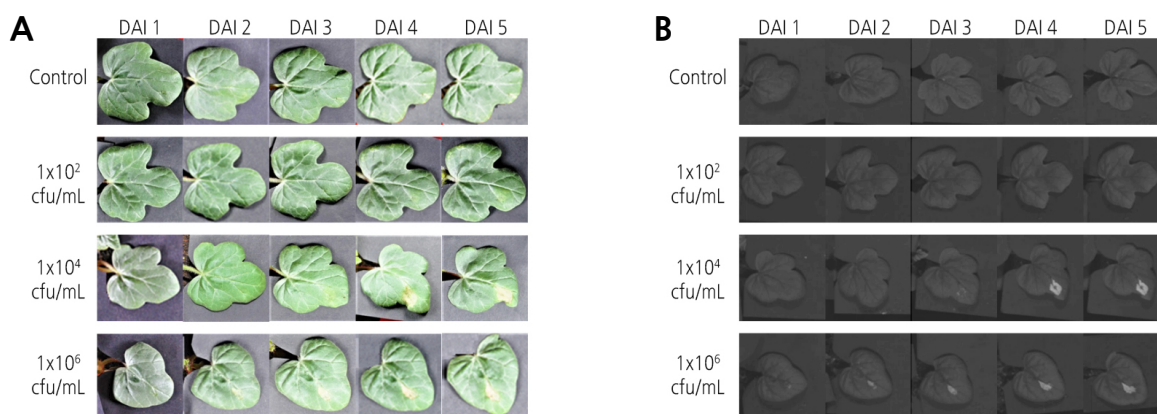 A
DAI 1 DAI 2 DAI 3 DAI 4 DAI 5
Control
1x10²
cfu/mL
1x10⁴
cfu/mL
1x10⁶
cfu/mL
B
DAI 1 DAI 2 DAI 3 DAI 4 DAI 5
Control
1x10²
cfu/mL
1x10⁴
cfu/mL
1x10⁶
cfu/mL